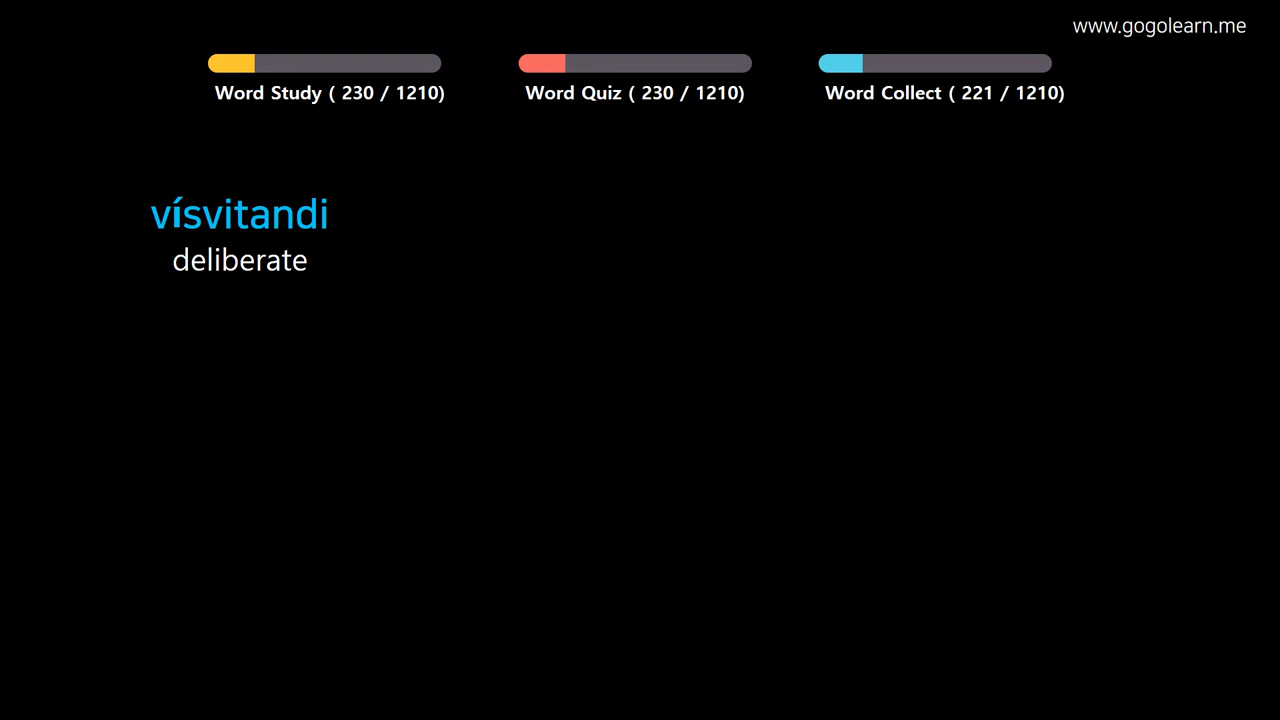 www.gogolearn.me
Word Study ( 230 / 1210)
Word Quiz ( 230 / 1210)
Word Collect ( 221 / 1210)
vísvitandi
deliberate